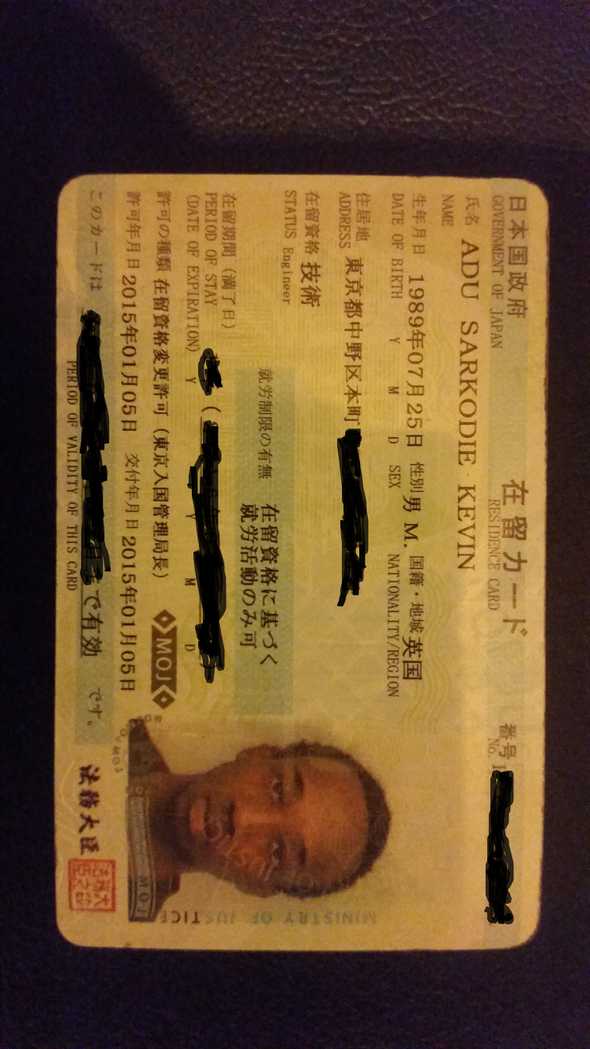 日本国政府 在留カード 番号
GOVERNMENT OF JAPAN RESIDENCE CARD No.
氏名 ADU SARKODIE KEVIN
NAME
生年月日 1989年07月25日 性別 男 M. 国籍・地域 英国
DATE OF BIRTH Y M D SEX NATIONALITY/REGION
住居地 東京都中野区本町
ADDRESS
在留資格 技術
STATUS Engineer
就労制限の有無 在留資格に基づく
就労活動のみ可
在留期間 (満了日)
PERIOD OF STAY
(DATE OF EXPIRATION) Y ( Y M D
許可の種類 在留資格変更許可 (東京入国管理局長)
MOJ
許可年月日 2015年01月05日 交付年月日 2015年01月05日
このカードは で有効 です。
PERIOD OF VALIDITY OF THIS CARD
法務大臣
MOJ
MINISTRY OF JUSTICE